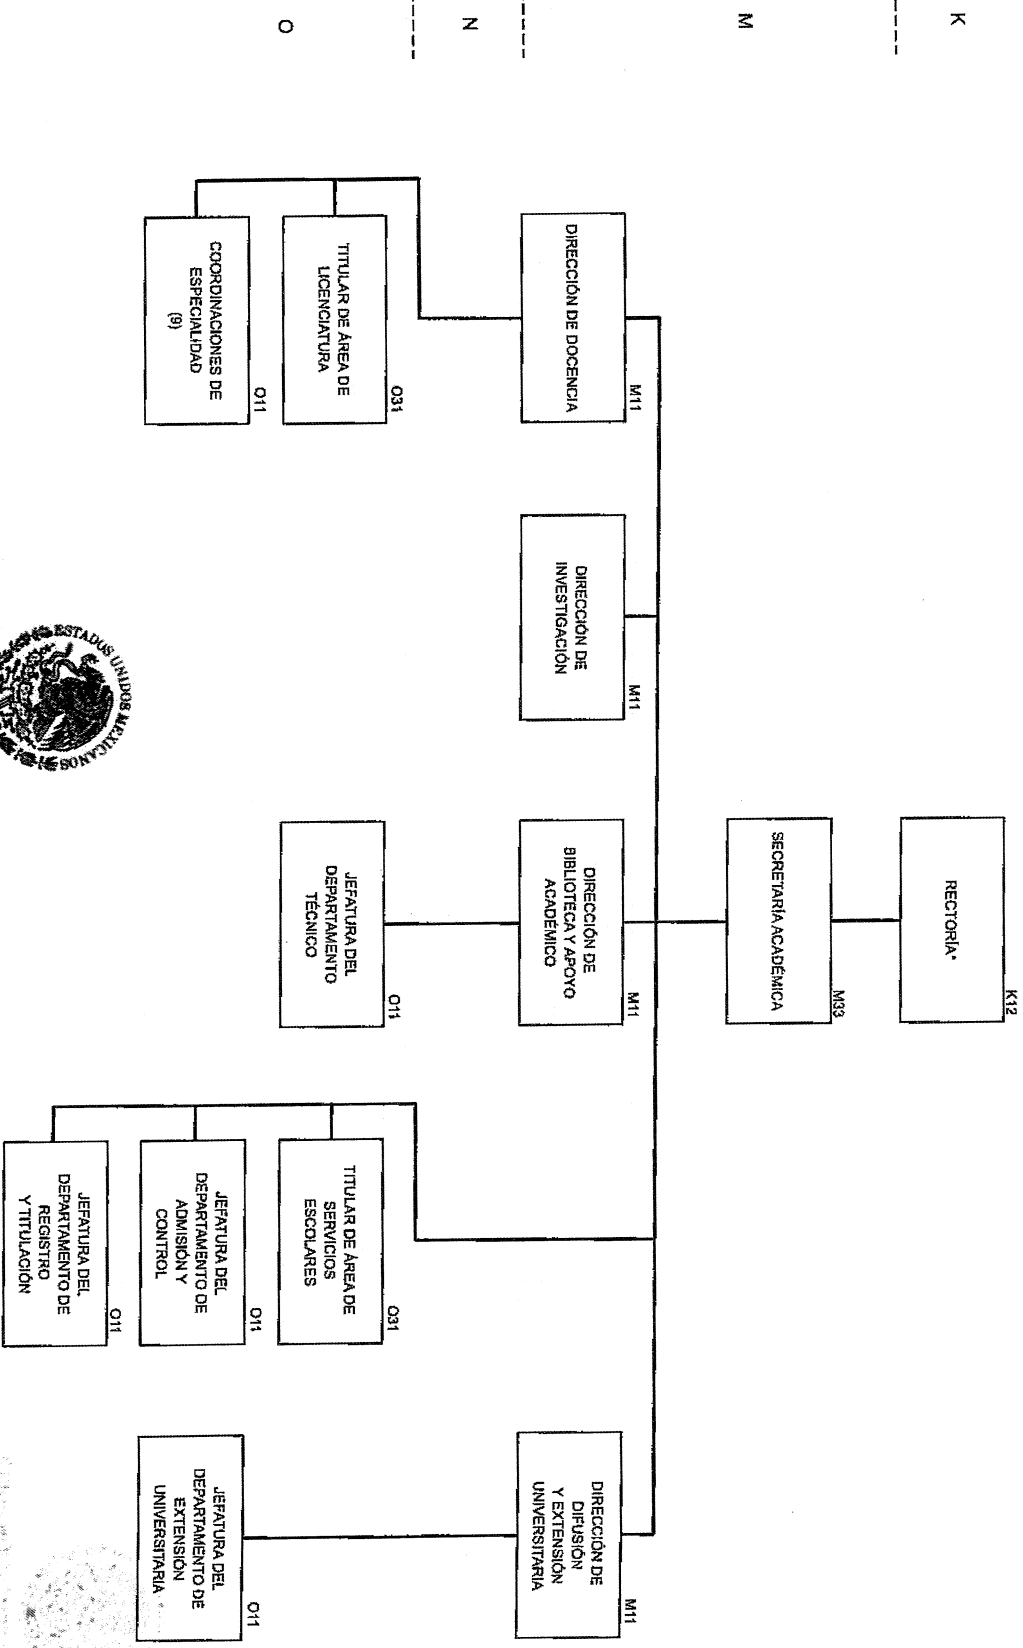 K
M
N
O
K12
RECTORÍA*
M33
SECRETARÍA ACADÉMICA
M11
DIRECCIÓN DE DOCENCIA
M11
DIRECCIÓN DE
INVESTIGACIÓN
M11
DIRECCIÓN DE
BIBLIOTECA Y APOYO
ACADÉMICO
M11
DIRECCIÓN DE
DIFUSIÓN
Y EXTENSIÓN
UNIVERSITARIA
O31
TITULAR DE ÁREA DE
LICENCIATURA
O11
COORDINACIONES DE
ESPECIALIDAD
(9)
O11
JEFATURA DEL
DEPARTAMENTO
TÉCNICO
O31
TITULAR DE ÁREA DE
SERVICIOS
ESCOLARES
O11
JEFATURA DEL
DEPARTAMENTO DE
ADMISIÓN Y
CONTROL
O11
JEFATURA DEL
DEPARTAMENTO DE
REGISTRO
Y TITULACIÓN
O11
JEFATURA DEL
DEPARTAMENTO DE
EXTENSIÓN
UNIVERSITARIA
ESTADOS UNIDOS MEXICANOS